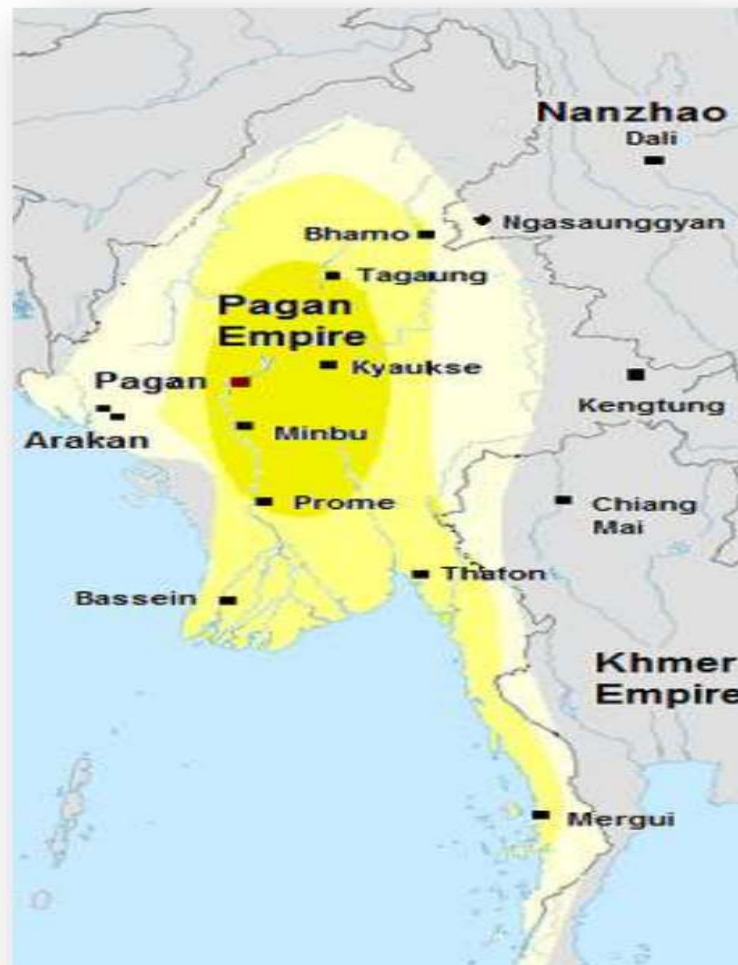 Nanzhao
Dali
Ngasaunggyan
Bhamo
Tagaung
Pagan
Empire
Kyaukse
Pagan
Kengtung
Arakan
Minbu
Prome
Chiang
Mai
Thaton
Bassein
Khmer
Empire
Mergui